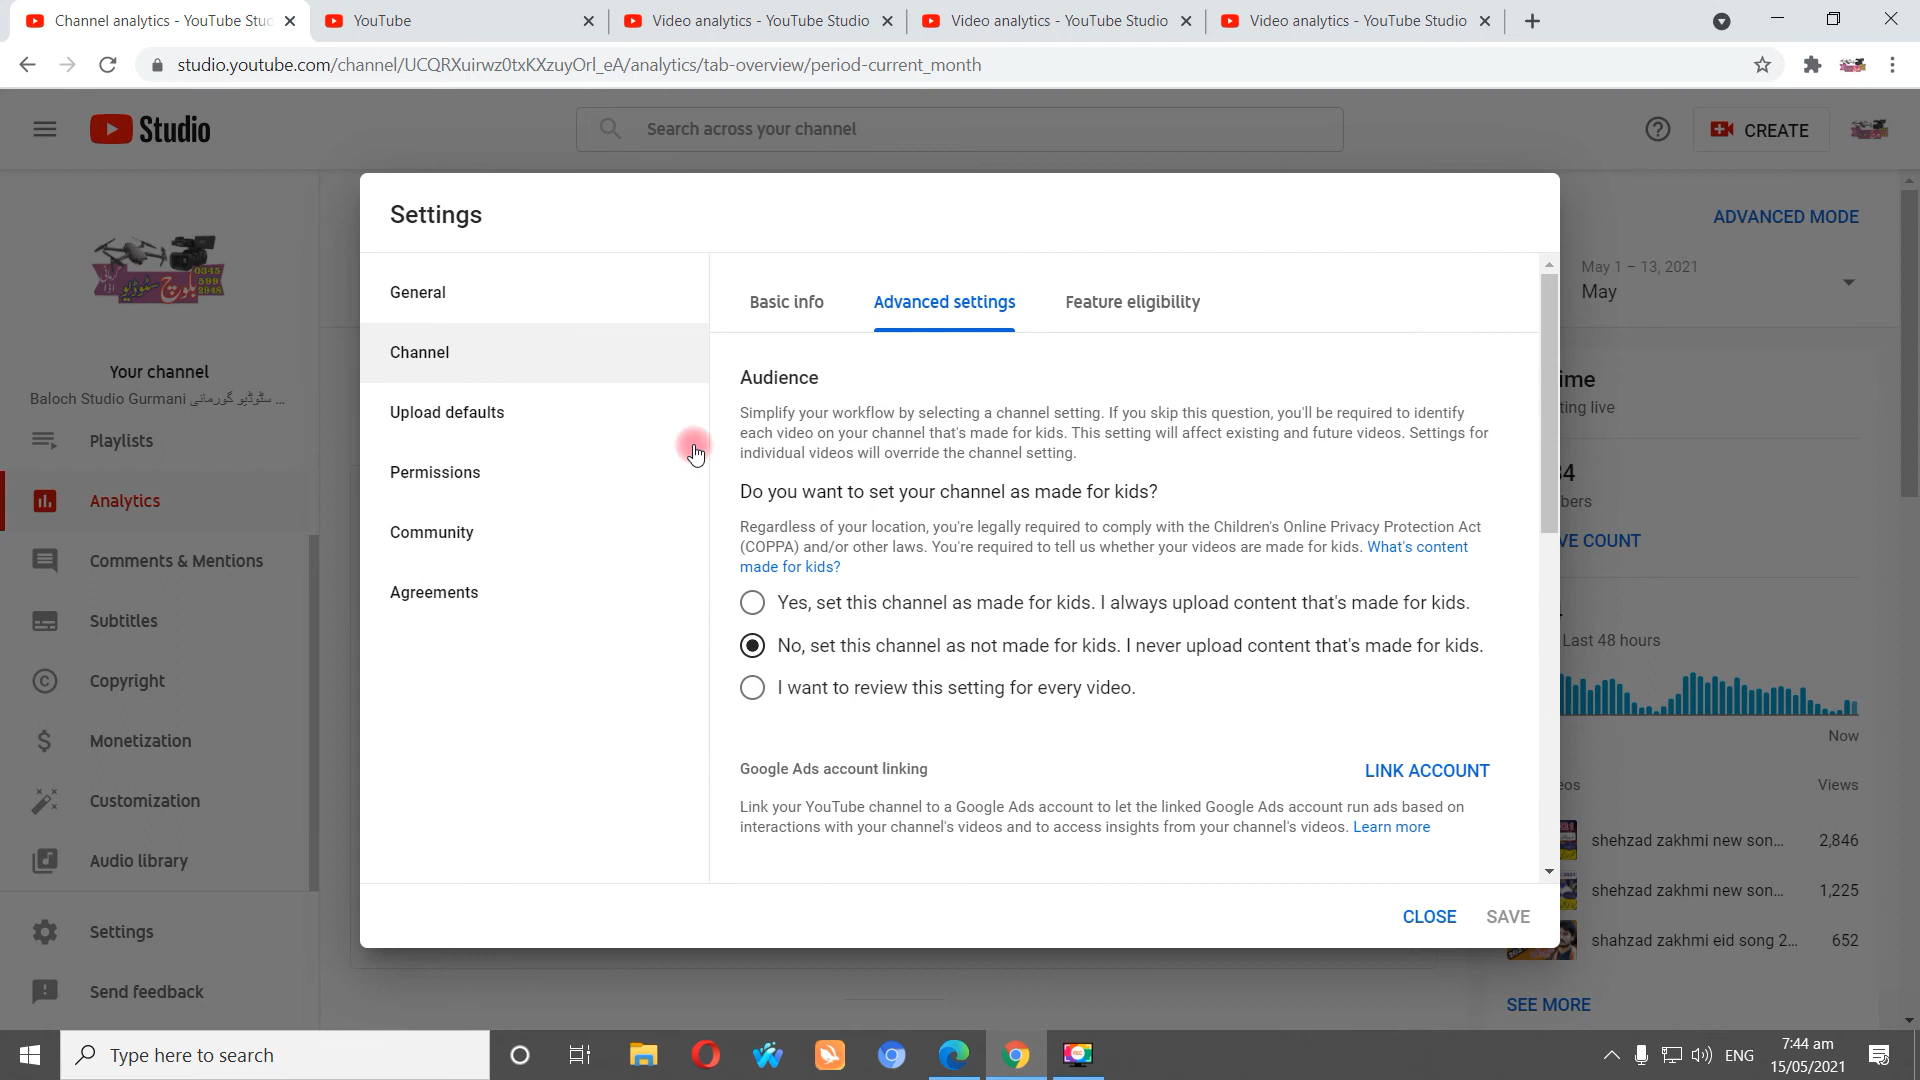 Channel analytics - YouTube Stu
YouTube
Video analytics - YouTube Studio
Video analytics - YouTube Studio
Video analytics - YouTube Studio
studio.youtube.com/channel/UCQRXuirwz0txKXzuyOrl_eA/analytics/tab-overview/period-current_month
Studio
Search across your channel
CREATE
بلوچ سٹوڈیو
0345
599
2948
Your channel
Baloch Studio Gurmani سٹوڈیو گورمانی ...
Playlists
Analytics
Comments & Mentions
Subtitles
Copyright
Monetization
Customization
Audio library
Settings
Send feedback
Settings
General
Channel
Upload defaults
Permissions
Community
Agreements
Basic info
Advanced settings
Feature eligibility
Audience
Simplify your workflow by selecting a channel setting. If you skip this question, you'll be required to identify
each video on your channel that's made for kids. This setting will affect existing and future videos. Settings for
individual videos will override the channel setting.
Do you want to set your channel as made for kids?
Regardless of your location, you're legally required to comply with the Children's Online Privacy Protection Act
(COPPA) and/or other laws. You're required to tell us whether your videos are made for kids. What's content
made for kids?
Yes, set this channel as made for kids. I always upload content that's made for kids.
No, set this channel as not made for kids. I never upload content that's made for kids.
I want to review this setting for every video.
Google Ads account linking
LINK ACCOUNT
Link your YouTube channel to a Google Ads account to let the linked Google Ads account run ads based on
interactions with your channel's videos and to access insights from your channel's videos. Learn more
CLOSE
SAVE
ADVANCED MODE
May 1 – 13, 2021
May
ime
ting live
4
bers
VE COUNT
Last 48 hours
Now
eos
Views
shehzad zakhmi new son... 2,846
shehzad zakhmi new son... 1,225
shahzad zakhmi eid song 2... 652
SEE MORE
Type here to search
ENG
7:44 am
15/05/2021